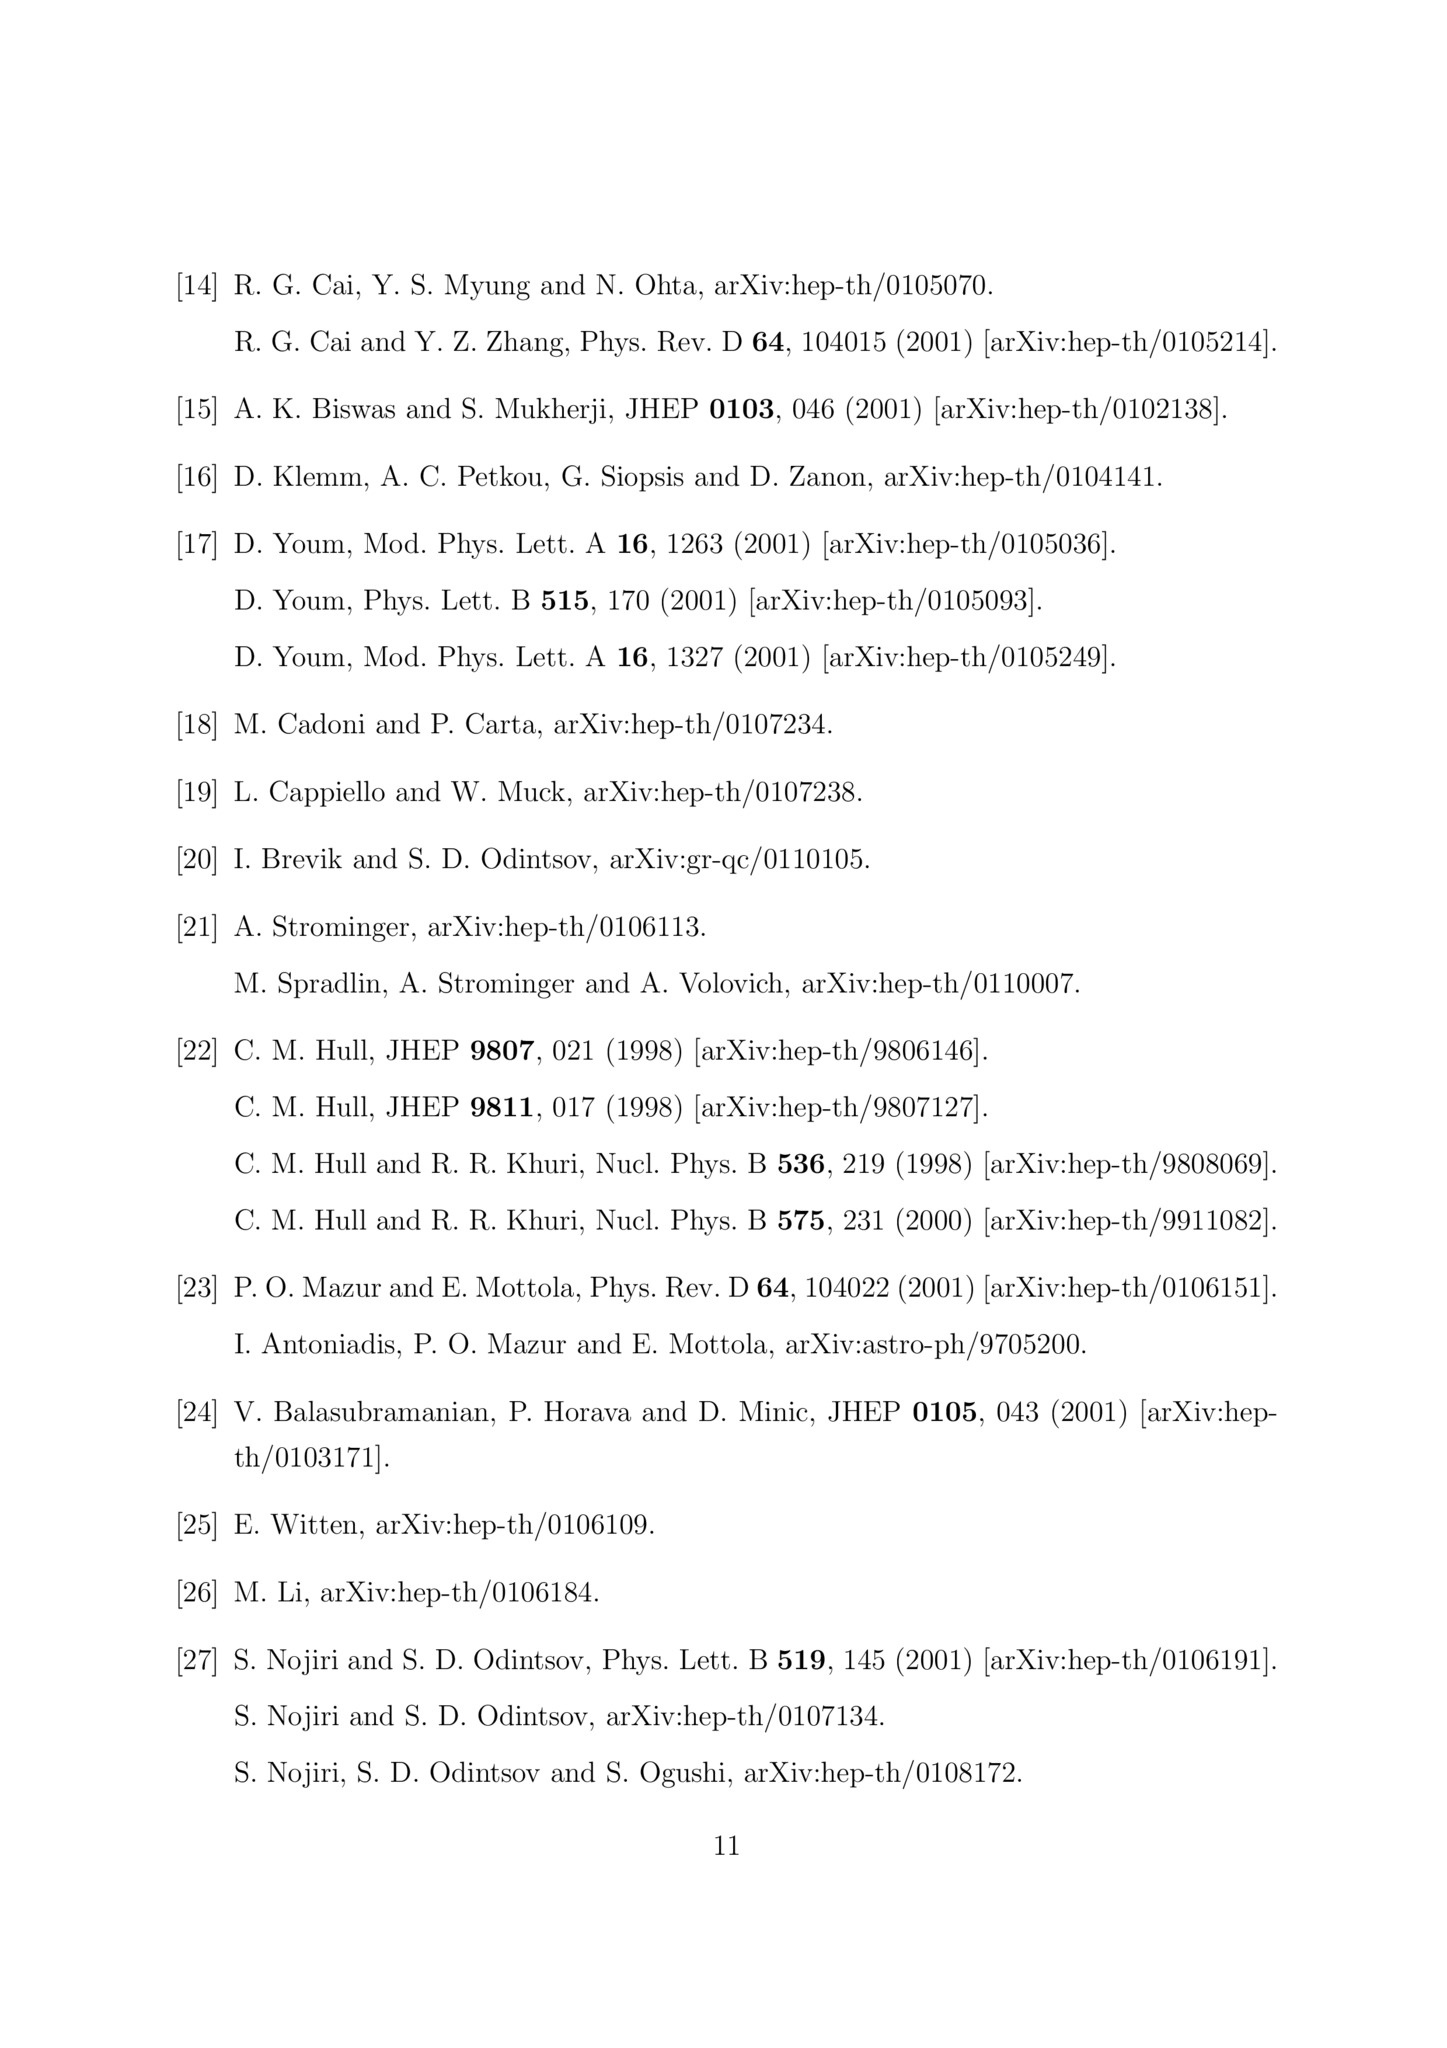 [14] R. G. Cai, Y. S. Myung and N. Ohta, arXiv:hep-th/0105070.
R. G. Cai and Y. Z. Zhang, Phys. Rev. D 64, 104015 (2001) [arXiv:hep-th/0105214].
[15] A. K. Biswas and S. Mukherji, JHEP 0103, 046 (2001) [arXiv:hep-th/0102138].
[16] D. Klemm, A. C. Petkou, G. Siopsis and D. Zanon, arXiv:hep-th/0104141.
[17] D. Youm, Mod. Phys. Lett. A 16, 1263 (2001) [arXiv:hep-th/0105036].
D. Youm, Phys. Lett. B 515, 170 (2001) [arXiv:hep-th/0105093].
D. Youm, Mod. Phys. Lett. A 16, 1327 (2001) [arXiv:hep-th/0105249].
[18] M. Cadoni and P. Carta, arXiv:hep-th/0107234.
[19] L. Cappiello and W. Muck, arXiv:hep-th/0107238.
[20] I. Brevik and S. D. Odintsov, arXiv:gr-qc/0110105.
[21] A. Strominger, arXiv:hep-th/0106113.
M. Spradlin, A. Strominger and A. Volovich, arXiv:hep-th/0110007.
[22] C. M. Hull, JHEP 9807, 021 (1998) [arXiv:hep-th/9806146].
C. M. Hull, JHEP 9811, 017 (1998) [arXiv:hep-th/9807127].
C. M. Hull and R. R. Khuri, Nucl. Phys. B 536, 219 (1998) [arXiv:hep-th/9808069].
C. M. Hull and R. R. Khuri, Nucl. Phys. B 575, 231 (2000) [arXiv:hep-th/9911082].
[23] P. O. Mazur and E. Mottola, Phys. Rev. D 64, 104022 (2001) [arXiv:hep-th/0106151].
I. Antoniadis, P. O. Mazur and E. Mottola, arXiv:astro-ph/9705200.
[24] V. Balasubramanian, P. Horava and D. Minic, JHEP 0105, 043 (2001) [arXiv:hep-
th/0103171].
[25] E. Witten, arXiv:hep-th/0106109.
[26] M. Li, arXiv:hep-th/0106184.
[27] S. Nojiri and S. D. Odintsov, Phys. Lett. B 519, 145 (2001) [arXiv:hep-th/0106191].
S. Nojiri and S. D. Odintsov, arXiv:hep-th/0107134.
S. Nojiri, S. D. Odintsov and S. Ogushi, arXiv:hep-th/0108172.
11